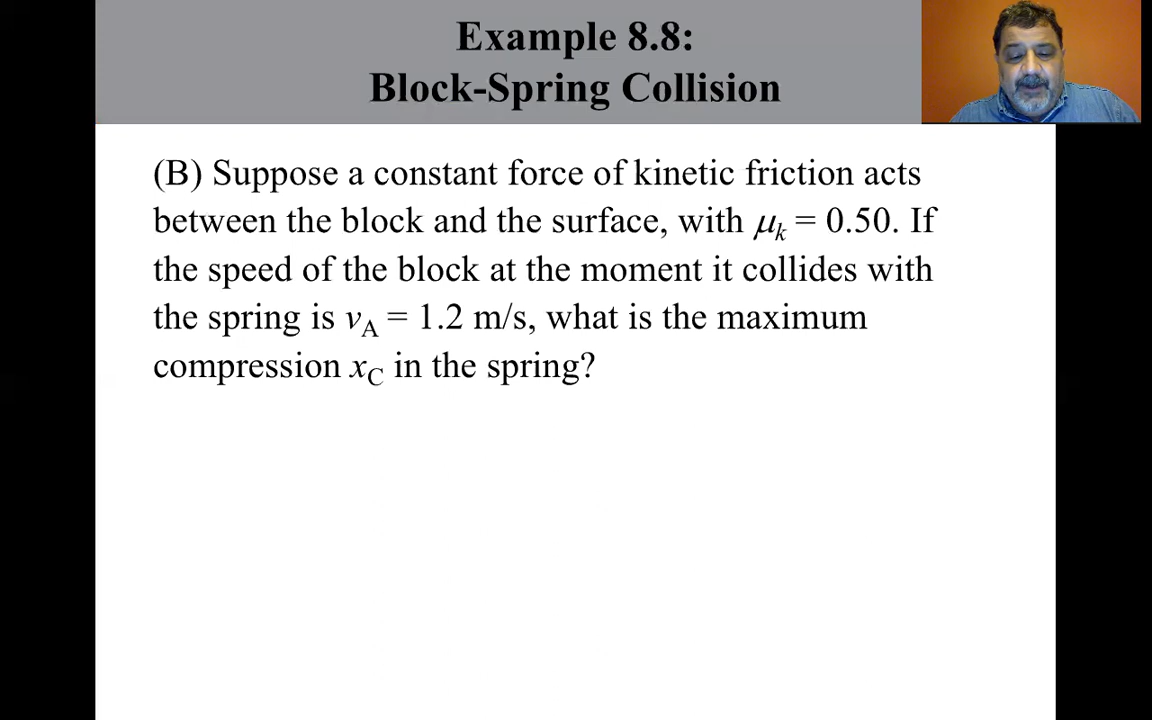 Example 8.8:
Block-Spring Collision
(B) Suppose a constant force of kinetic friction acts
between the block and the surface, with μk = 0.50. If
the speed of the block at the moment it collides with
the spring is vA = 1.2 m/s, what is the maximum
compression xC in the spring?